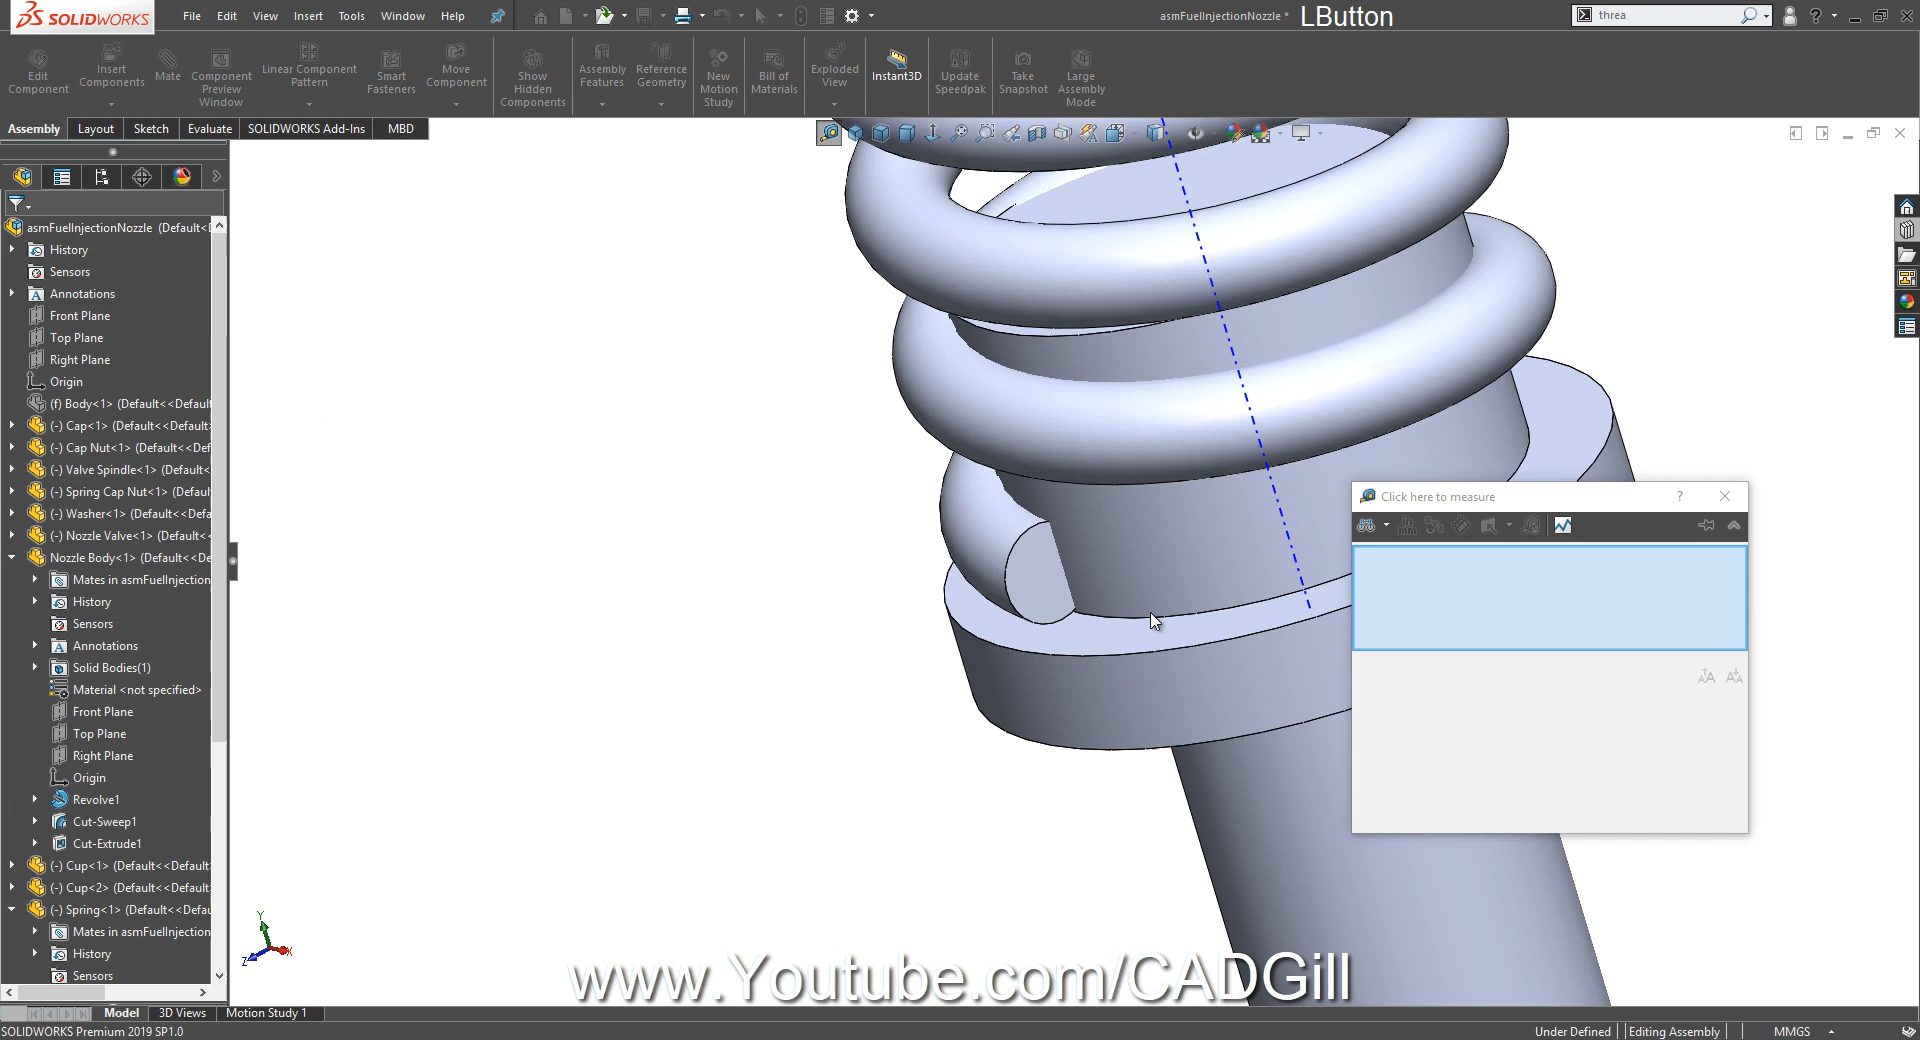 SOLIDWORKS
File Edit View Insert Tools Window Help
asmFuelInjectionNozzle * LButton
threa
Edit Component
Insert Components
Mate
Component Preview Window
Linear Component Pattern
Smart Fasteners
Move Component
Show Hidden Components
Assembly Features
Reference Geometry
New Motion Study
Bill of Materials
Exploded View
Instant3D
Update Speedpak
Take Snapshot
Large Assembly Mode
Assembly Layout Sketch Evaluate SOLIDWORKS Add-Ins MBD
asmFuelInjectionNozzle (Default<
History
Sensors
Annotations
Front Plane
Top Plane
Right Plane
Origin
(f) Body<1> (Default<<Default
(-) Cap<1> (Default<<Default
(-) Cap Nut<1> (Default<<Def
(-) Valve Spindle<1> (Default<
(-) Spring Cap Nut<1> (Defaul
(-) Washer<1> (Default<<Defa
(-) Nozzle Valve<1> (Default<<
Nozzle Body<1> (Default<<De
Mates in asmFuelInjection
History
Sensors
Annotations
Solid Bodies(1)
Material <not specified>
Front Plane
Top Plane
Right Plane
Origin
Revolve1
Cut-Sweep1
Cut-Extrude1
(-) Cup<1> (Default<<Default
(-) Cup<2> (Default<<Default
(-) Spring<1> (Default<<Defau
Mates in asmFuelInjection
History
Sensors
Click here to measure
Y
X
Z
www.Youtube.com/CADGill
Model 3D Views Motion Study 1
SOLIDWORKS Premium 2019 SP1.0
Under Defined Editing Assembly MMGS